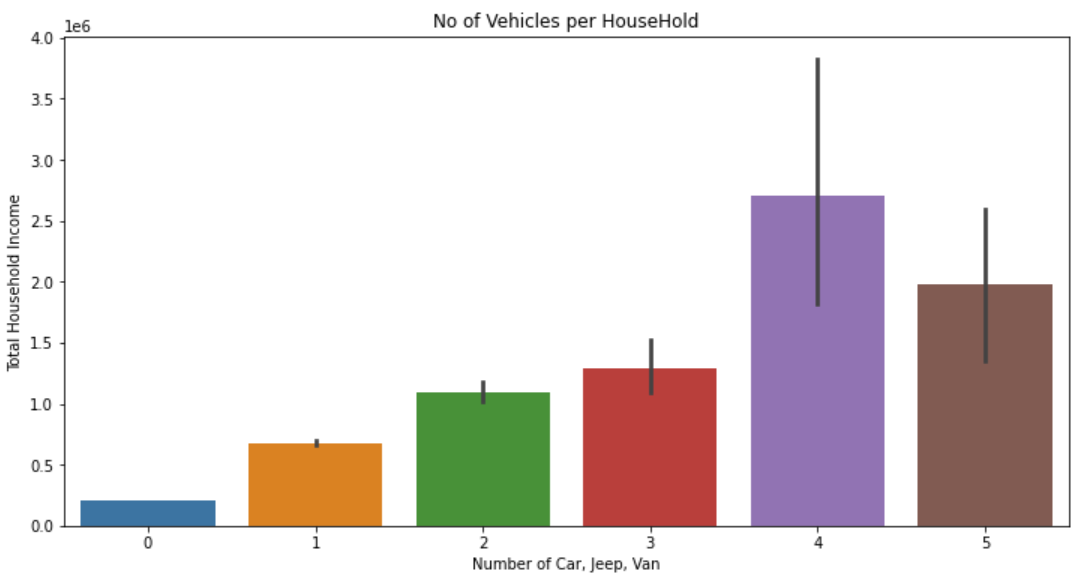 No of Vehicles per HouseHold
1e6
4.0
3.5
3.0
2.5
2.0
1.5
1.0
0.5
0.0
Total Household Income
0 1 2 3 4 5
Number of Car, Jeep, Van